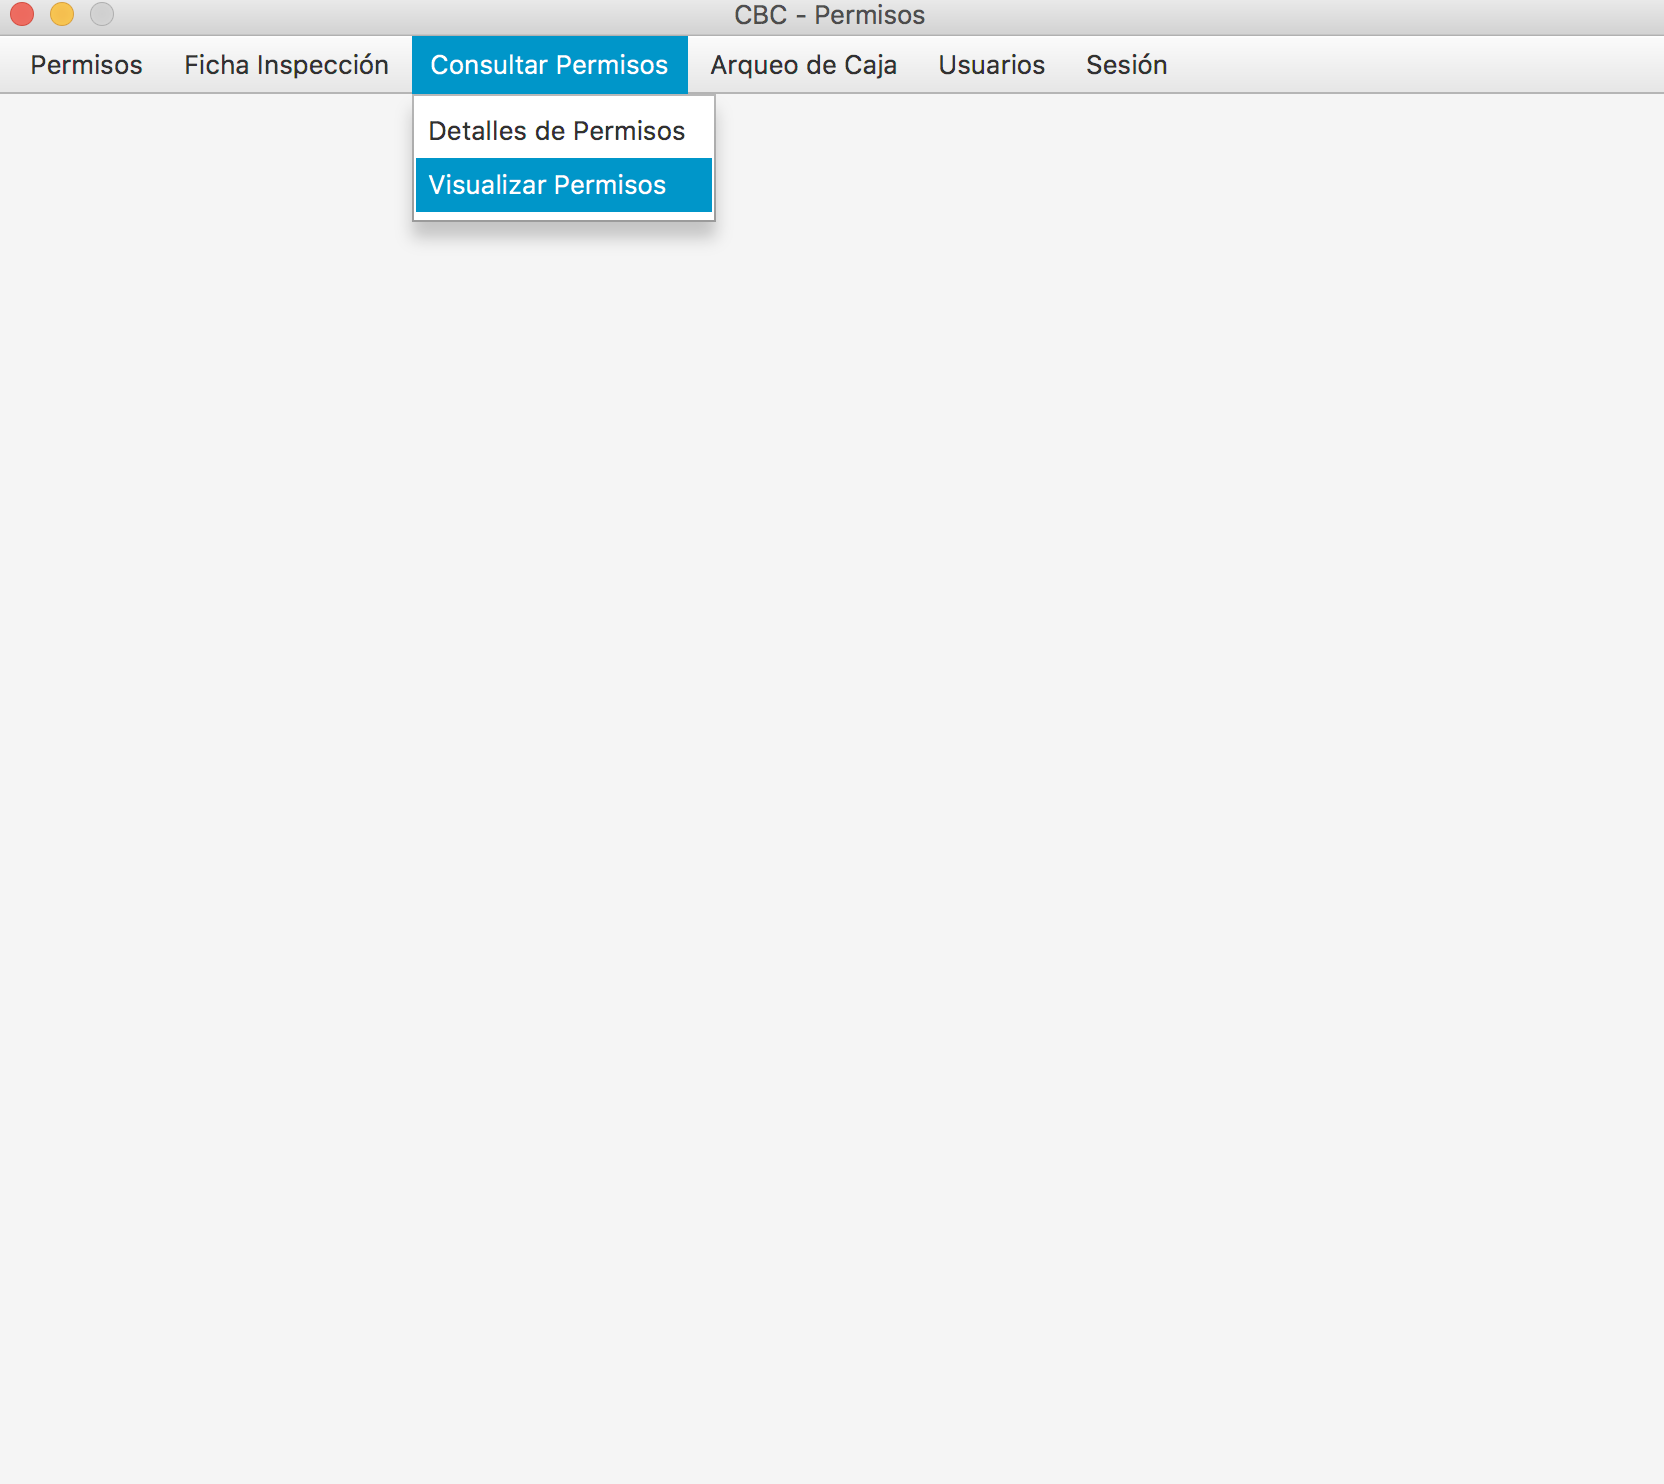 CBC - Permisos
Permisos Ficha Inspección Consultar Permisos Arqueo de Caja Usuarios Sesión
Detalles de Permisos
Visualizar Permisos